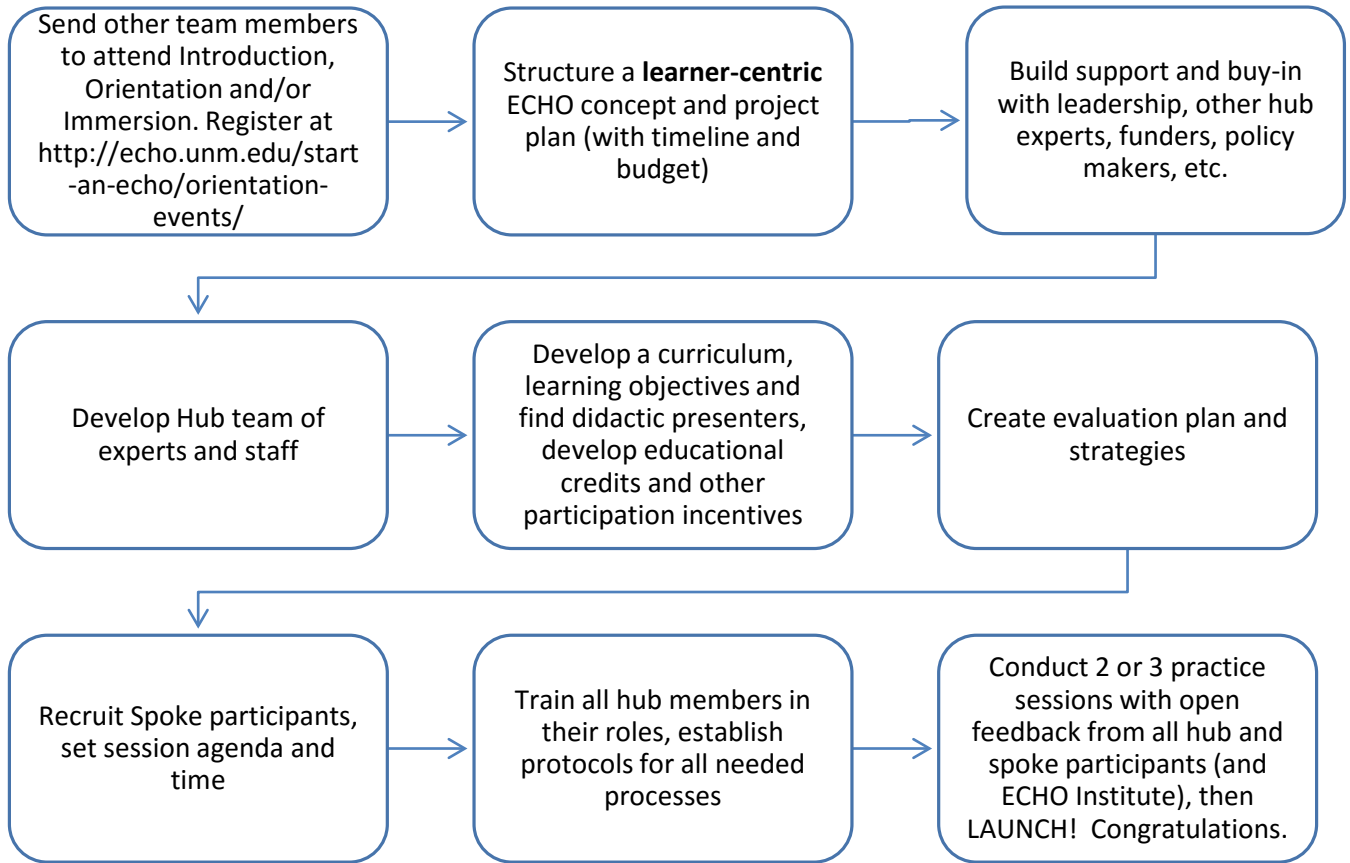 Send other team members
to attend Introduction,
Orientation and/or
Immersion. Register at
http://echo.unm.edu/start
-an-echo/orientation-
events/
Structure a learner-centric
ECHO concept and project
plan (with timeline and
budget)
Build support and buy-in
with leadership, other hub
experts, funders, policy
makers, etc.
Develop Hub team of
experts and staff
Develop a curriculum,
learning objectives and
find didactic presenters,
develop educational
credits and other
participation incentives
Create evaluation plan and
strategies
Recruit Spoke participants,
set session agenda and
time
Train all hub members in
their roles, establish
protocols for all needed
processes
Conduct 2 or 3 practice
sessions with open
feedback from all hub and
spoke participants (and
ECHO Institute), then
LAUNCH!  Congratulations.